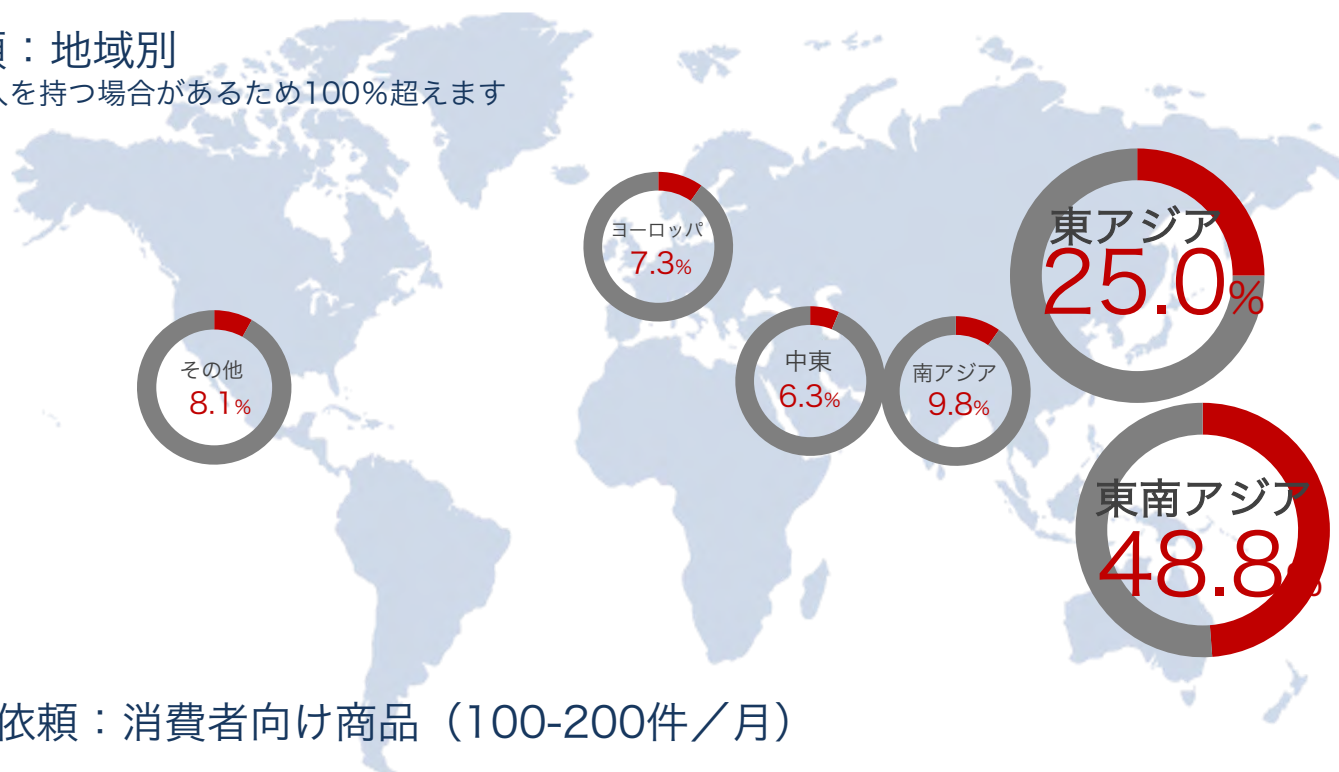 頃：地域別
人を持つ場合があるため100%超えます
ヨーロッパ
7.3%
東アジア
25.0%
その他
8.1%
中東
6.3%
南アジア
9.8%
東南アジア
48.8%
依頼：消費者向け商品（100-200件／月）